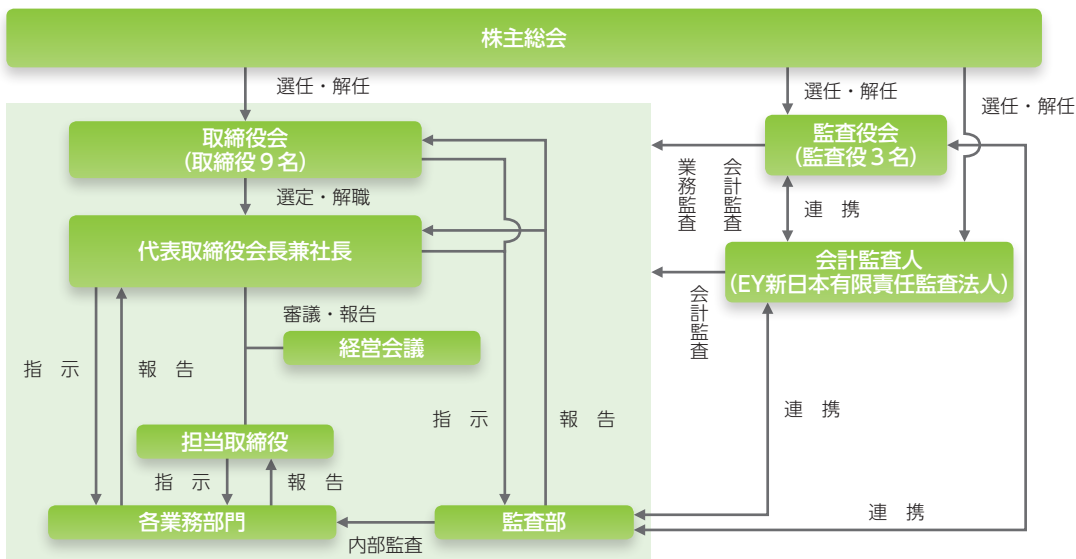 株主総会
選任・解任
選任・解任
選任・解任
取締役会
(取締役9名)
監査役会
(監査役3名)
業務監査
会計監査
選定・解職
連 携
代表取締役会長兼社長
会計監査人
(EY新日本有限責任監査法人)
会計監査
審議・報告
経営会議
指 示
報 告
指 示
報 告
連 携
担当取締役
指 示
報 告
各業務部門
内部監査
監査部
連 携